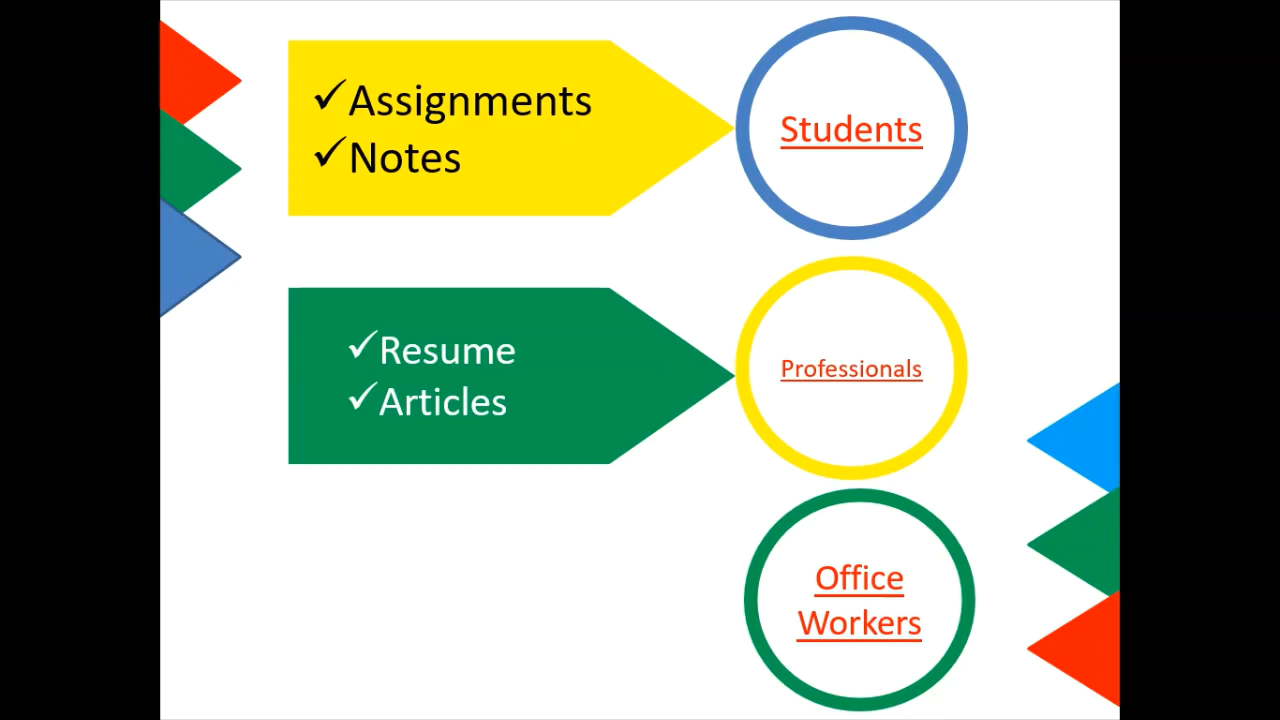 ✓Assignments
✓Notes
Students
✓Resume
✓Articles
Professionals
Office
Workers